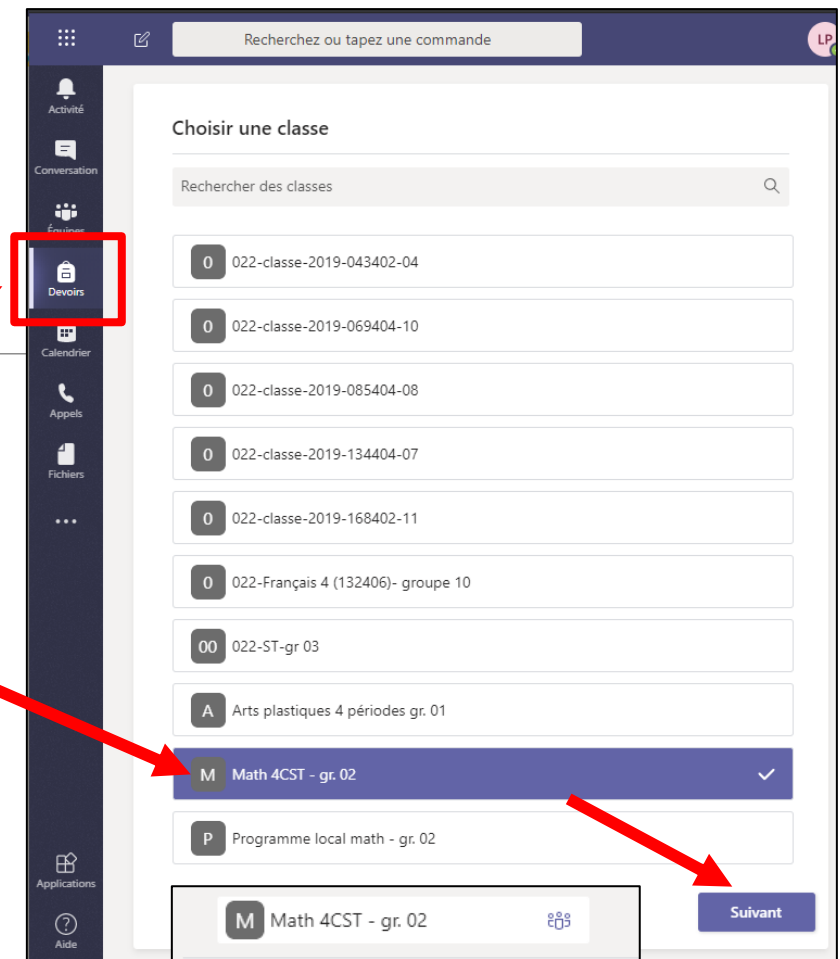 Recherchez ou tapez une commande
LP
Activité
Conversation
Équipes
Devoirs
Calendrier
Appels
Fichiers
Applications
Aide
Choisir une classe
Rechercher des classes
0 022-classe-2019-043402-04
0 022-classe-2019-069404-10
0 022-classe-2019-085404-08
0 022-classe-2019-134404-07
0 022-classe-2019-168402-11
0 022-Français 4 (132406)- groupe 10
00 022-ST-gr 03
A Arts plastiques 4 périodes gr. 01
M Math 4CST - gr. 02
P Programme local math - gr. 02
M Math 4CST - gr. 02
Suivant